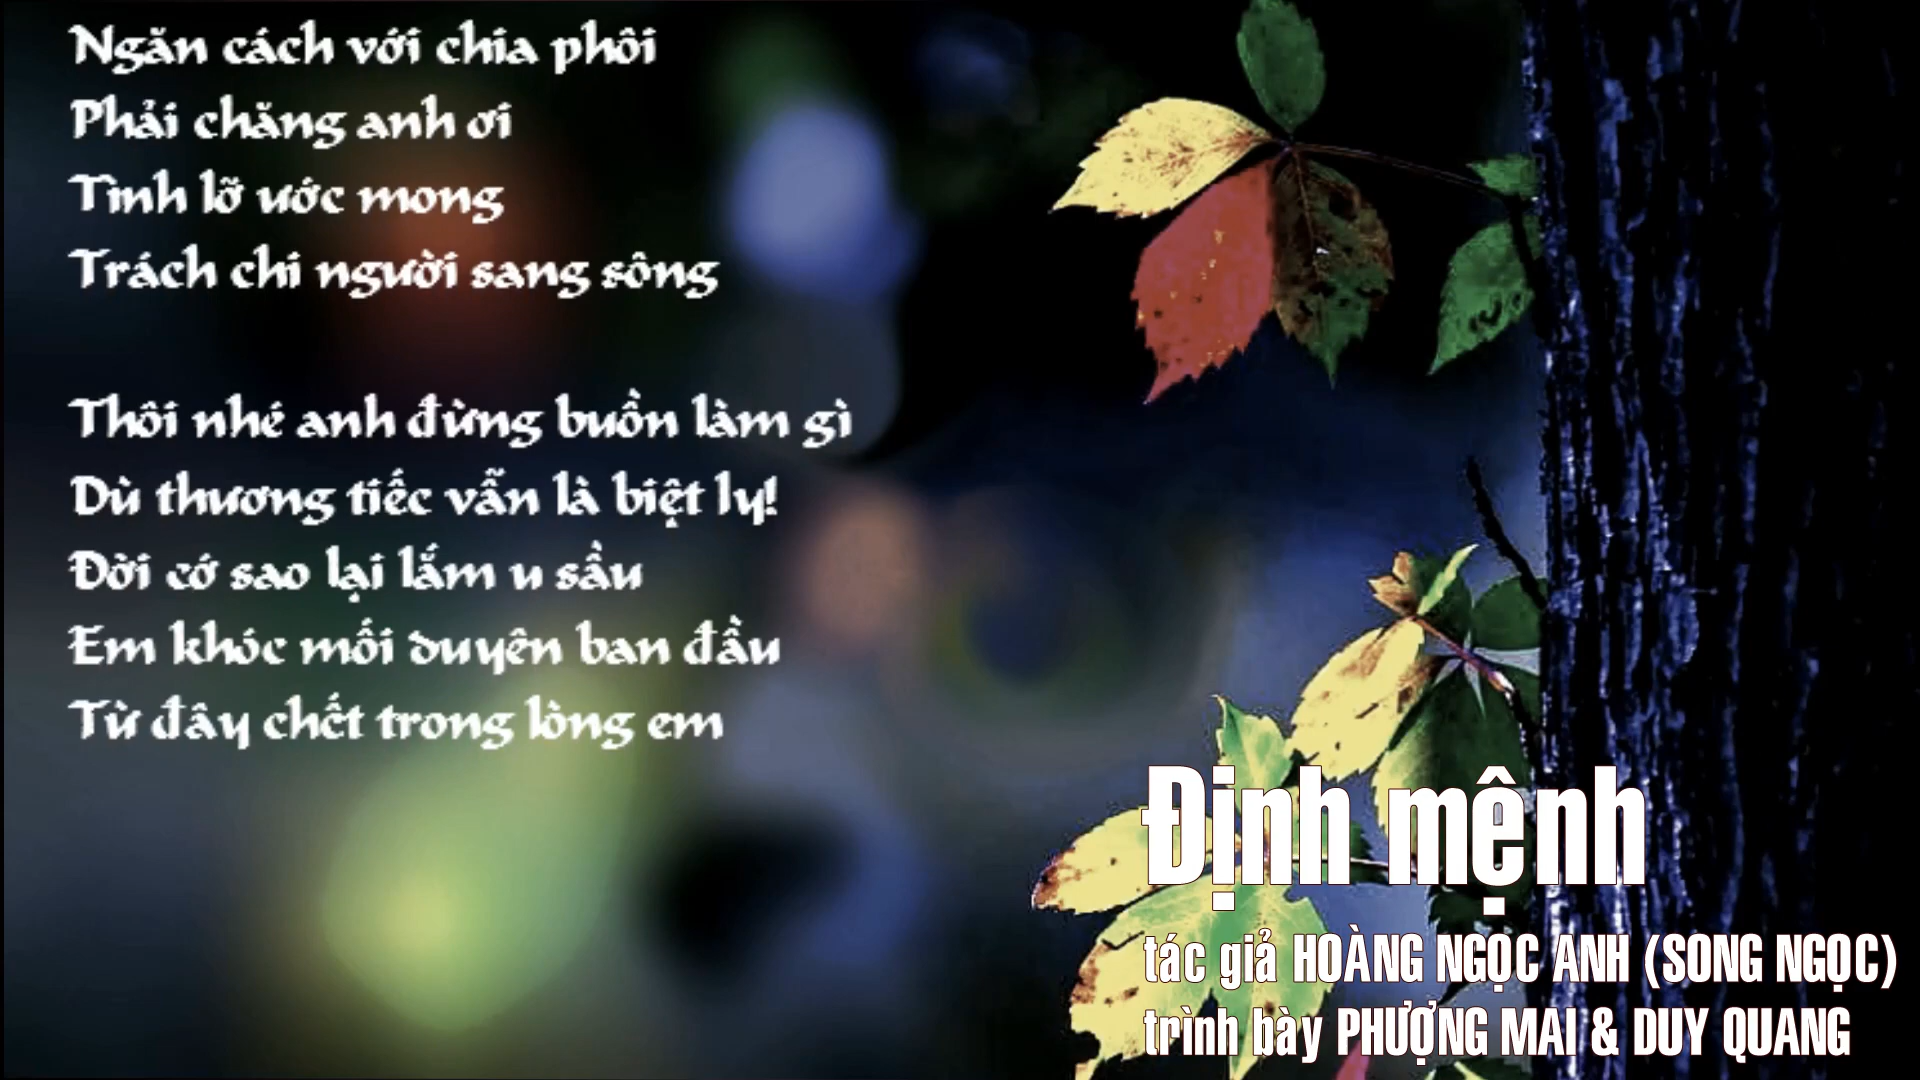 Ngăn cách với chia phôi
Phải chăng anh ơi
Tình lỡ ước mong
Trách chi người sang sông
Thôi nhé anh đừng buồn làm gì
Dù thương tiếc vẫn là biệt ly!
Đời cớ sao lại lắm u sầu
Em khóc mối duyên ban đầu
Từ đây chết trong lòng em
Định mệnh
tác giả HOÀNG NGỌC ANH (SONG NGỌC)
trình bày PHƯỢNG MAI & DUY QUANG